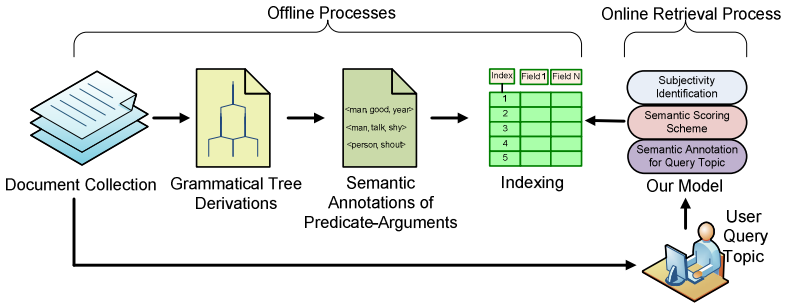 Offline Processes
Online Retrieval Process
Index
Field 1
Field N
1
2
3
4
5
<man, good, year>
<man, talk, shy>
<person, shout>
Subjectivity
Identification
Semantic Scoring
Scheme
Semantic Annotation
for Query Topic
Document Collection
Grammatical Tree
Derivations
Semantic
Annotations of
Predicate-Arguments
Indexing
Our Model
User
Query
Topic